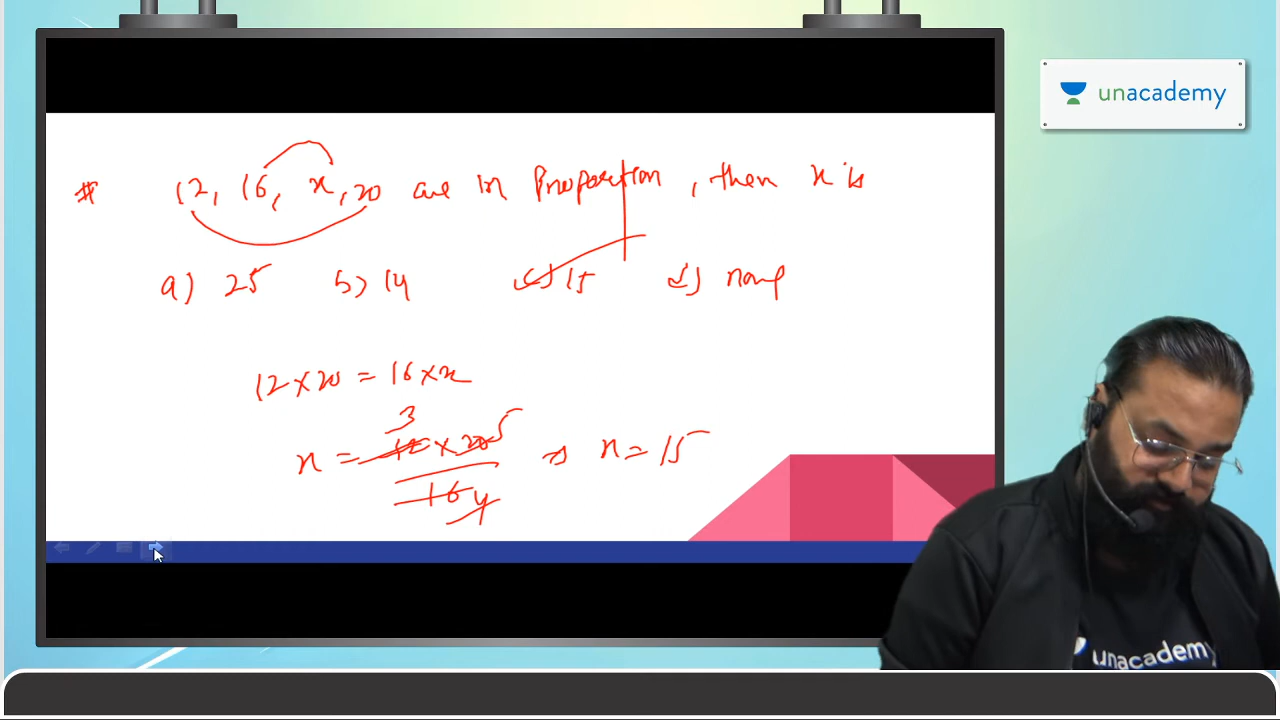 unacademy
# 12, 16, x, 20 are in Proportion, then x is
a) 25 b) 14 c) 15 d) none
12 × 20 = 16 × x
3
x = 12 × 20 5 ⇒ x = 15
16 4
unacademy